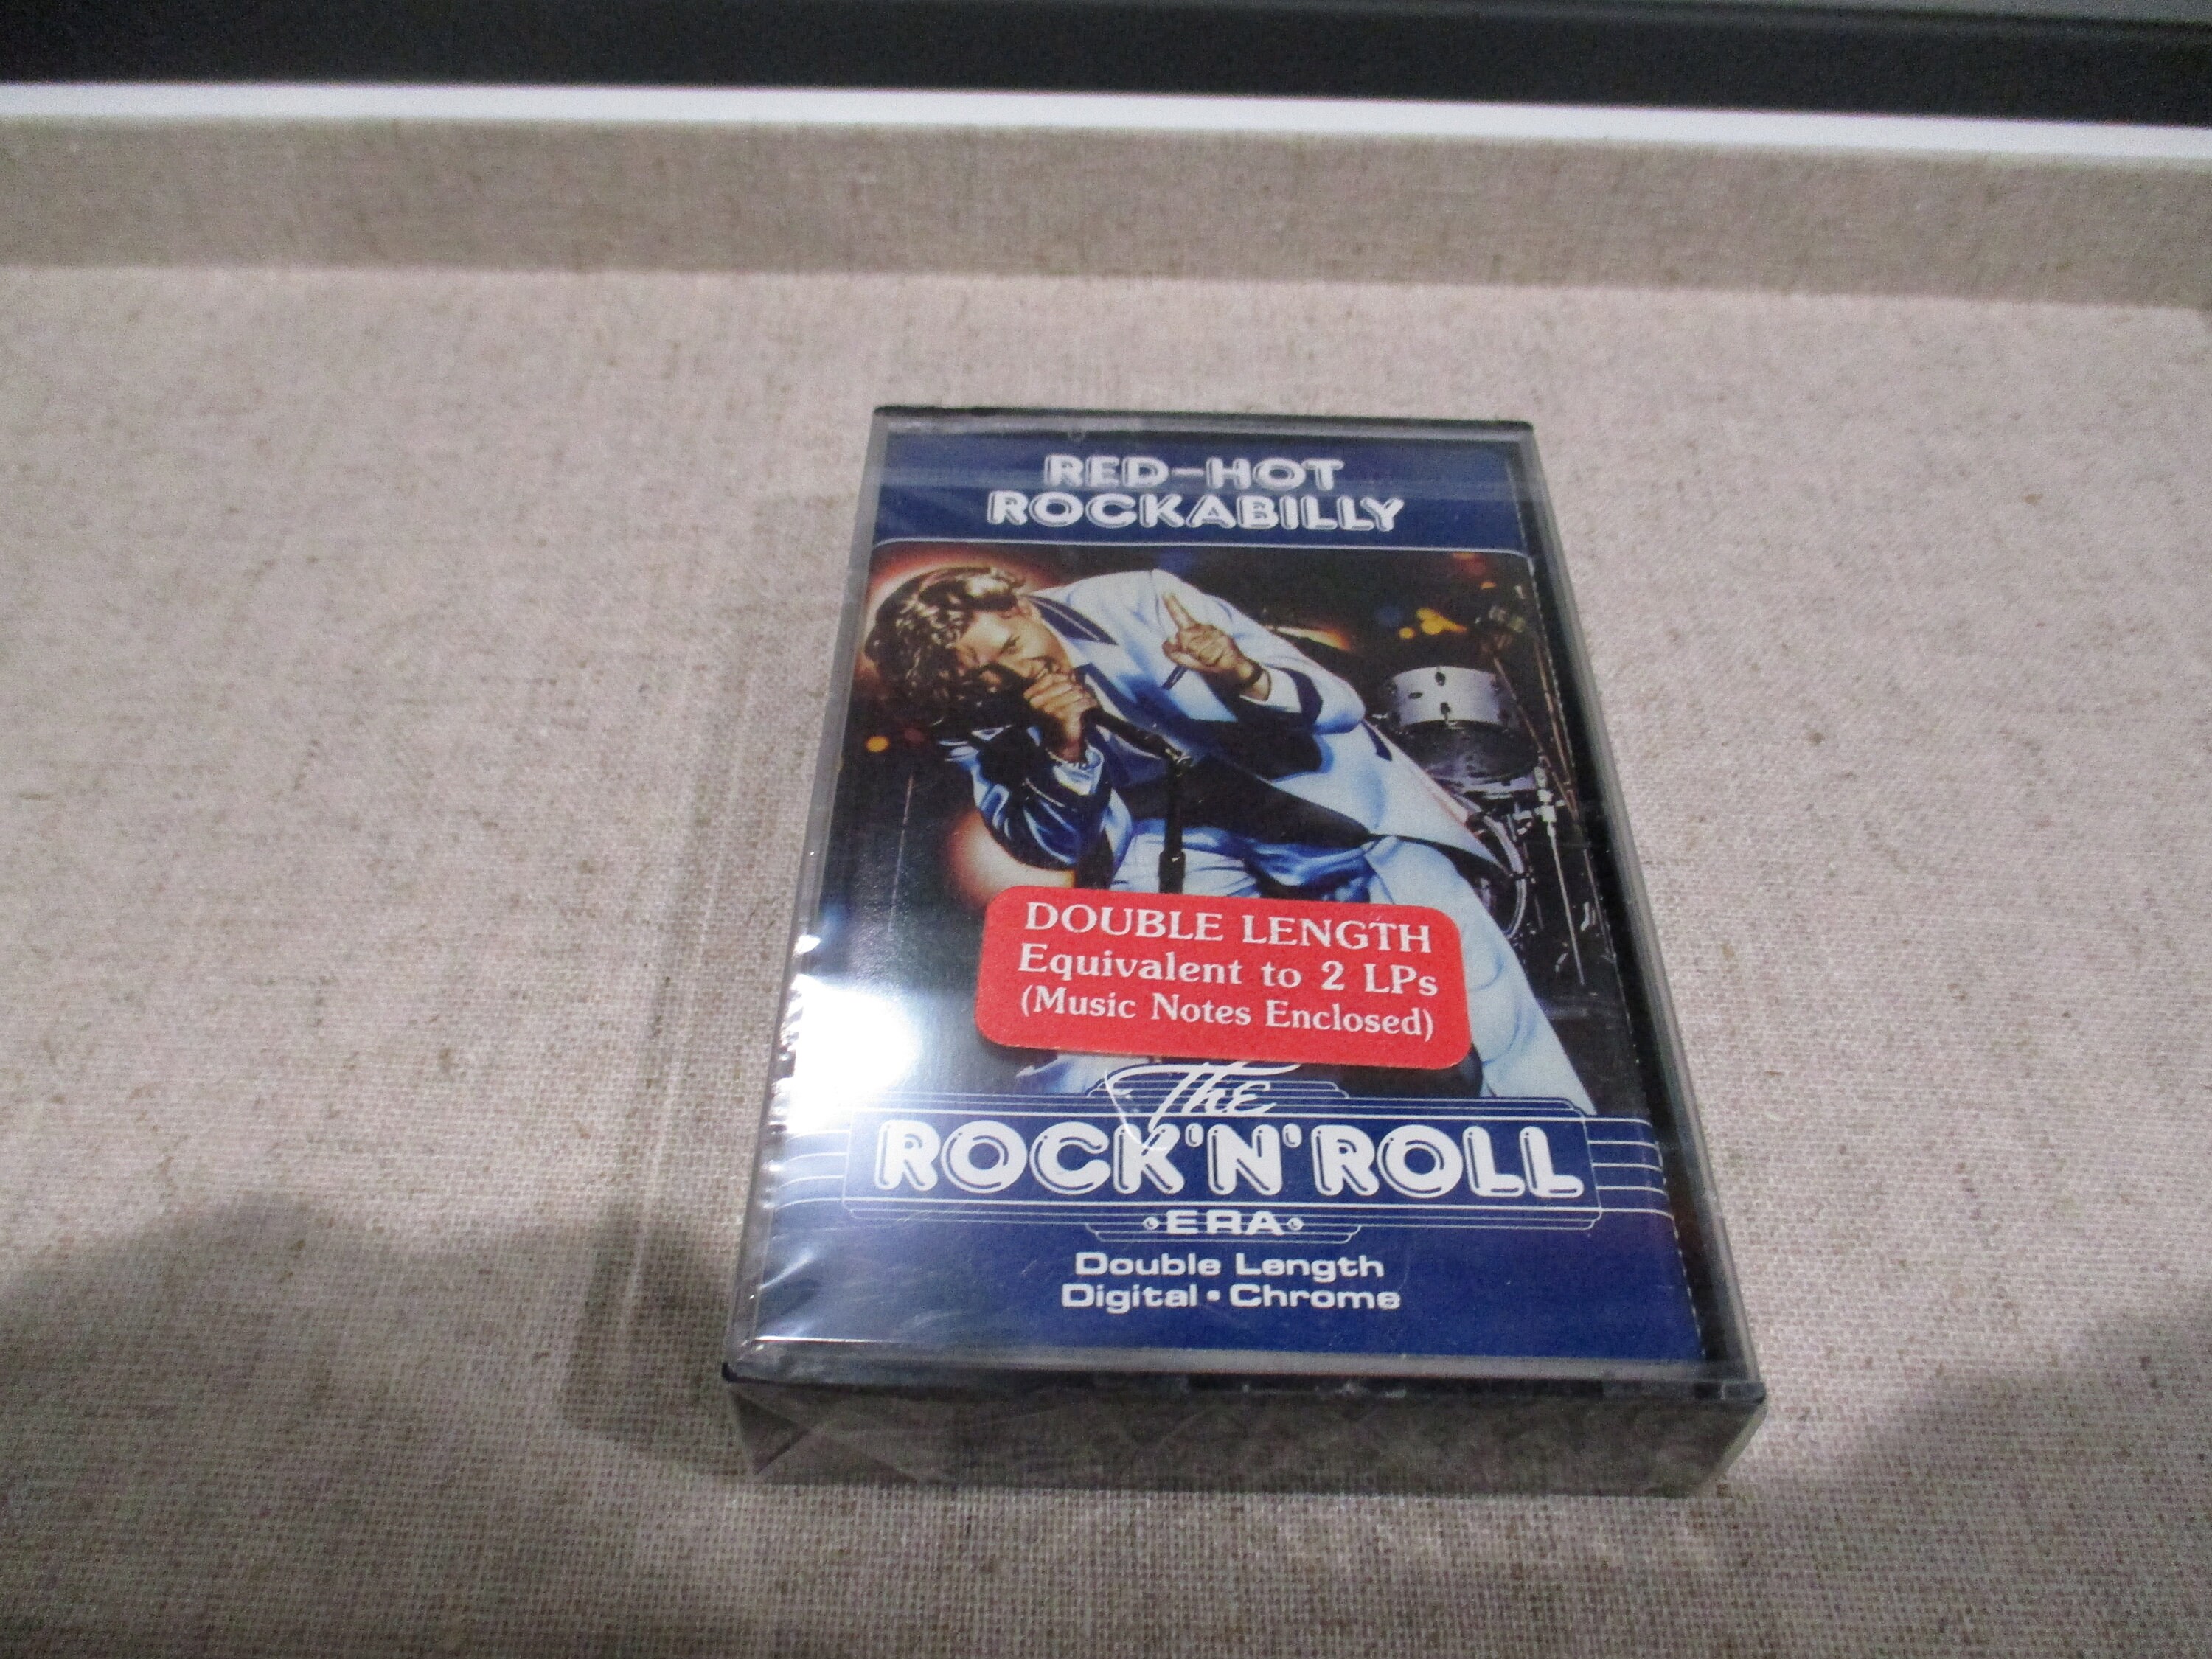 RED-HOT
ROCKABILLY
DOUBLE LENGTH
Equivalent to 2 LPs
(Music Notes Enclosed)
The
ROCK'N'ROLL
•ERA•
Double Length
Digital • Chrome